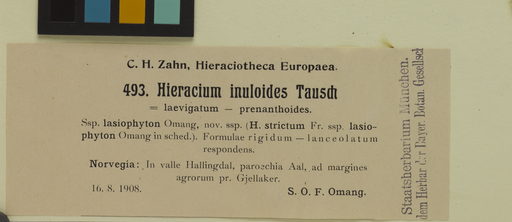 C. H. Zahn, Hieraciotheca Europaea.
493. Hieracium inuloides Tausch
= laevigatum — prenanthoides.
Ssp. lasiophyton Omang, nov. ssp. (H. strictum Fr. ssp. lasio-
phyton Omang in sched.). Formulae rigidum — lanceolatum
respondens.
Norvegia: In valle Hallingdal, paroechia Aal, ad margines
agrorum pr. Gjellaker.
16. 8. 1908.
S. O. F. Omang.
Staatsherbarium München.
dem Herbar der Bayer. Botan. Gesellsch